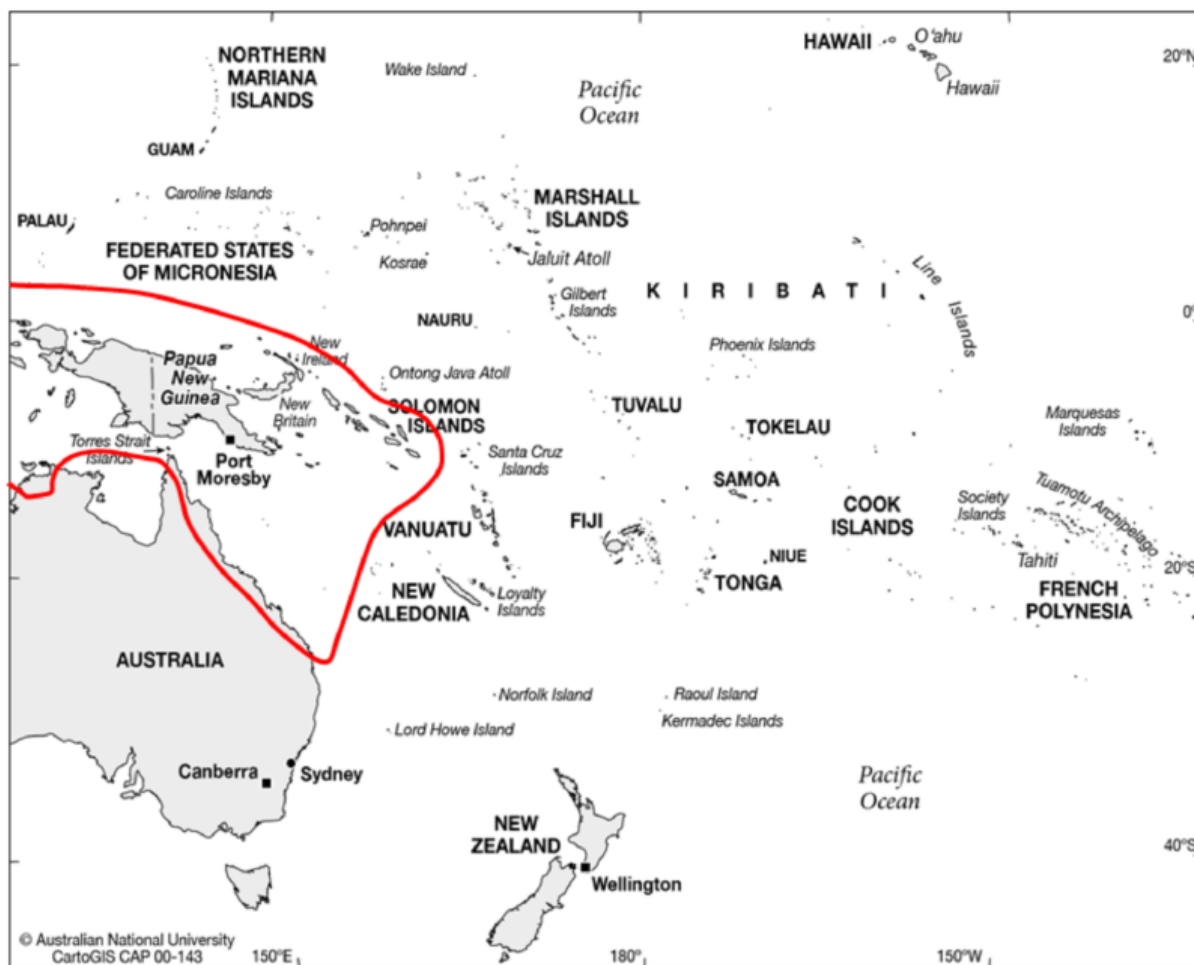 NORTHERN
MARIANA
ISLANDS
Wake Island
Pacific
Ocean
HAWAII
O'ahu
Hawaii
20°N
GUAM
Caroline Islands
PALAU
FEDERATED STATES
OF MICRONESIA
Pohnpei
Kosrae
MARSHALL
ISLANDS
Jaluit Atoll
Gilbert
Islands
KIRIBATI
Line
Islands
0°
NAURU
Phoenix Islands
Papua
New
Guinea
New
Ireland
New
Britain
Ontong Java Atoll
SOLOMON
ISLANDS
TUVALU
TOKELAU
Marquesas
Islands
Torres Strait
Islands
Port
Moresby
Santa Cruz
Islands
SAMOA
VANUATU
FIJI
COOK
ISLANDS
Society
Islands
Tuamotu Archipelago
Tahiti
NIUE
TONGA
20°S
FRENCH
POLYNESIA
NEW
CALEDONIA
Loyalty
Islands
AUSTRALIA
Norfolk Island
Raoul Island
Lord Howe Island
Kermadec Islands
Canberra
Sydney
Pacific
Ocean
NEW
ZEALAND
Wellington
40°S
© Australian National University
CartoGIS CAP 00-143
150°E
180°
150°W